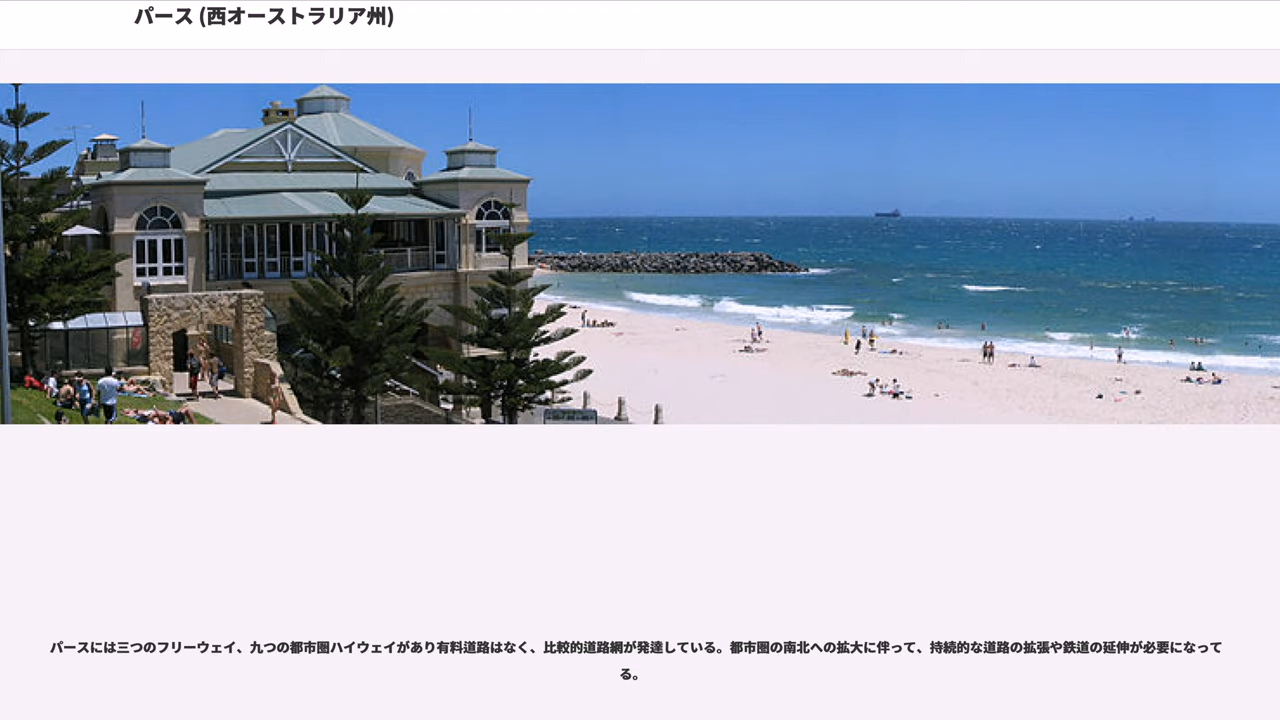 パース (西オーストラリア州)
パースには三つのフリーウェイ、九つの都市圏ハイウェイがあり有料道路はなく、比較的道路網が発達している。都市圏の南北への拡大に伴って、持続的な道路の拡張や鉄道の延伸が必要になって
る。